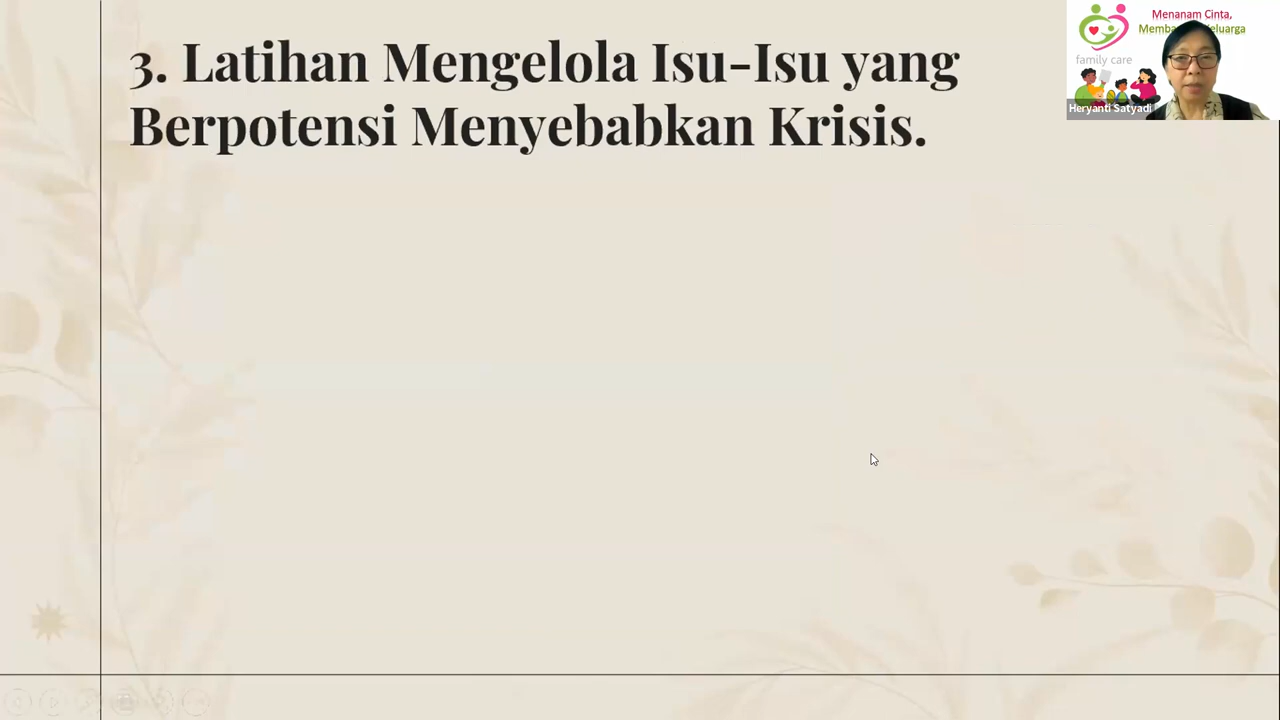 3. Latihan Mengelola Isu-Isu yang
Berpotensi Menyebabkan Krisis.
Menanam Cinta,
family care
Heryanti Satyadi